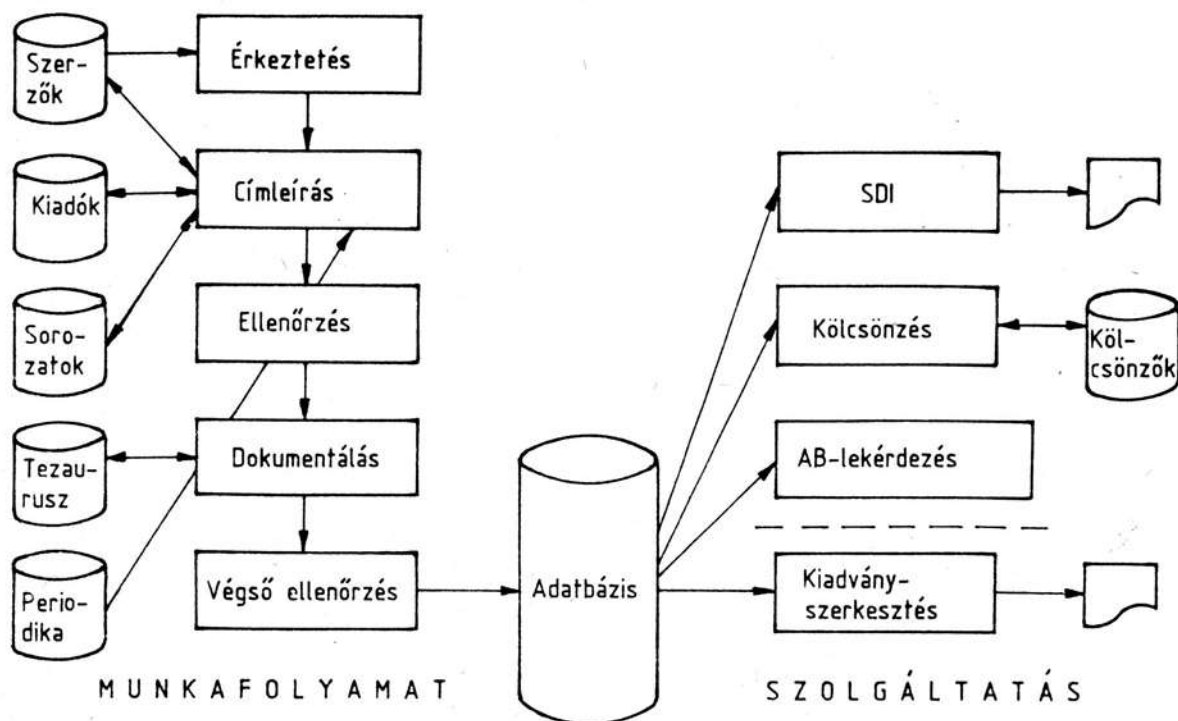 Szer-
zők
Érkeztetés
Kiadók
Címleírás
Soro-
zatok
Ellenőrzés
Tezau-
rusz
Dokumentálás
Perio-
dika
Végső ellenőrzés
MUNKAFOLYAMAT
Adatbázis
SDI
Kölcsönzés
Köl-
csönzők
AB-lekérdezés
Kiadvány-
szerkesztés
SZOLGÁLTATÁS